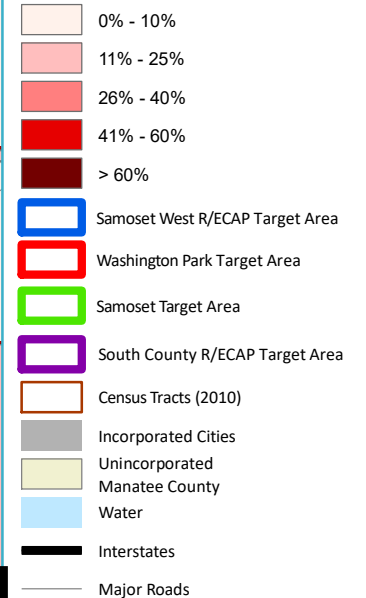 0% - 10%
11% - 25%
26% - 40%
41% - 60%
> 60%
Samoset West R/ECAP Target Area
Washington Park Target Area
Samoset Target Area
South County R/ECAP Target Area
Census Tracts (2010)
Incorporated Cities
Unincorporated
Manatee County
Water
Interstates
Major Roads